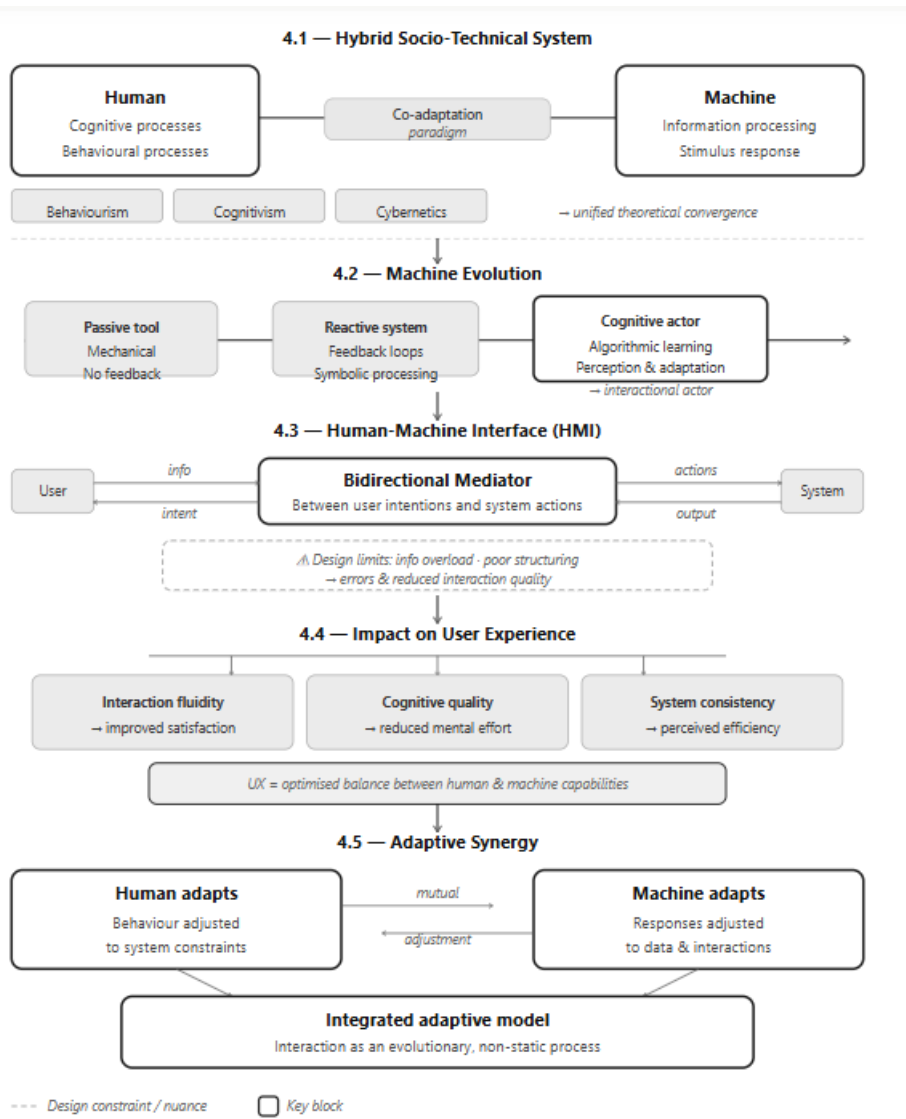 4.1 — Hybrid Socio-Technical System
Human
Cognitive processes
Behavioural processes
Co-adaptation
paradigm
Machine
Information processing
Stimulus response
Behaviourism
Cognitivism
Cybernetics
→ unified theoretical convergence
4.2 — Machine Evolution
Passive tool
Mechanical
No feedback
Reactive system
Feedback loops
Symbolic processing
Cognitive actor
Algorithmic learning
Perception & adaptation
→ interactional actor
4.3 — Human-Machine Interface (HMI)
User
info
intent
Bidirectional Mediator
Between user intentions and system actions
actions
output
System
⚠ Design limits: info overload · poor structuring
→ errors & reduced interaction quality
4.4 — Impact on User Experience
Interaction fluidity
→ improved satisfaction
Cognitive quality
→ reduced mental effort
System consistency
→ perceived efficiency
UX = optimised balance between human & machine capabilities
4.5 — Adaptive Synergy
Human adapts
Behaviour adjusted
to system constraints
mutual
adjustment
Machine adapts
Responses adjusted
to data & interactions
Integrated adaptive model
Interaction as an evolutionary, non-static process
Design constraint / nuance
Key block